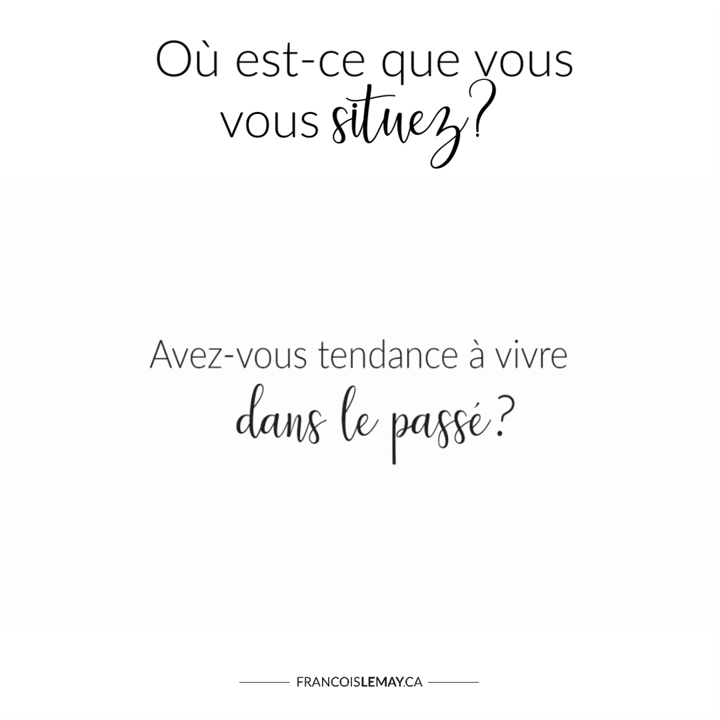 Où est-ce que vous
vous situez?
Avez-vous tendance à vivre
dans le passé?
FRANCOISLEMAY.CA